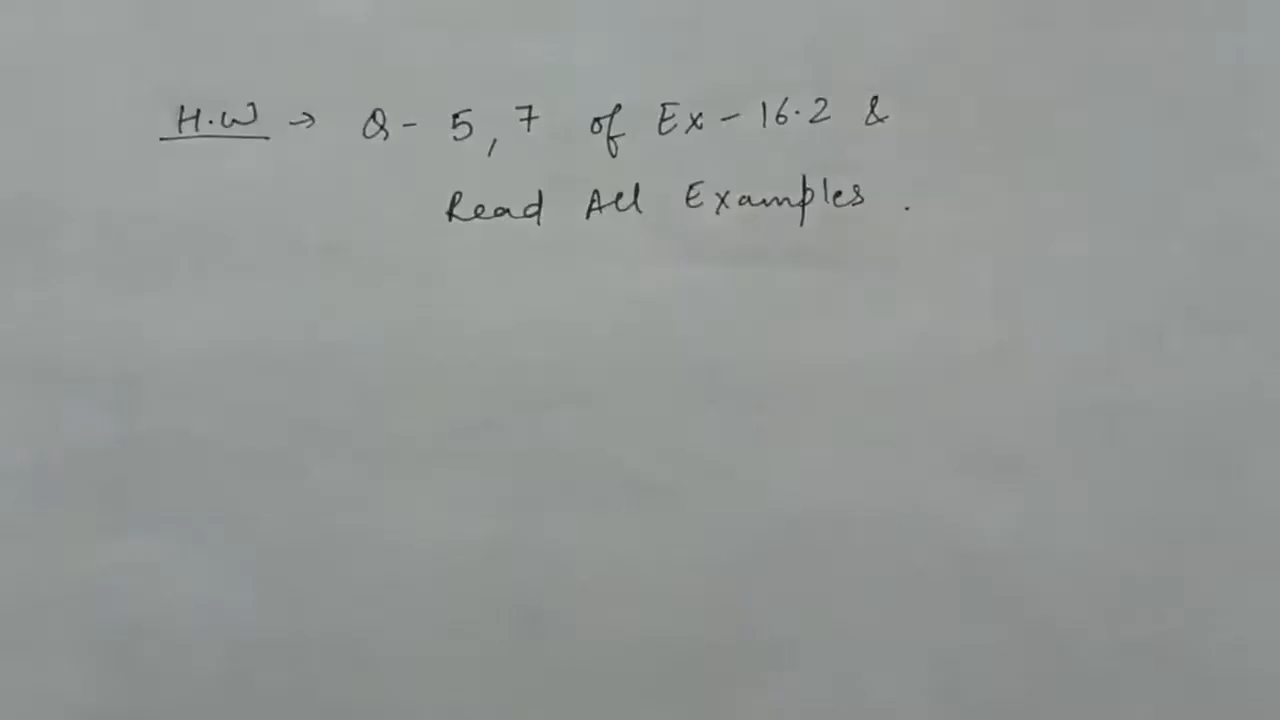 H.W → Q- 5, 7 of Ex - 16.2 &
Read All Examples .